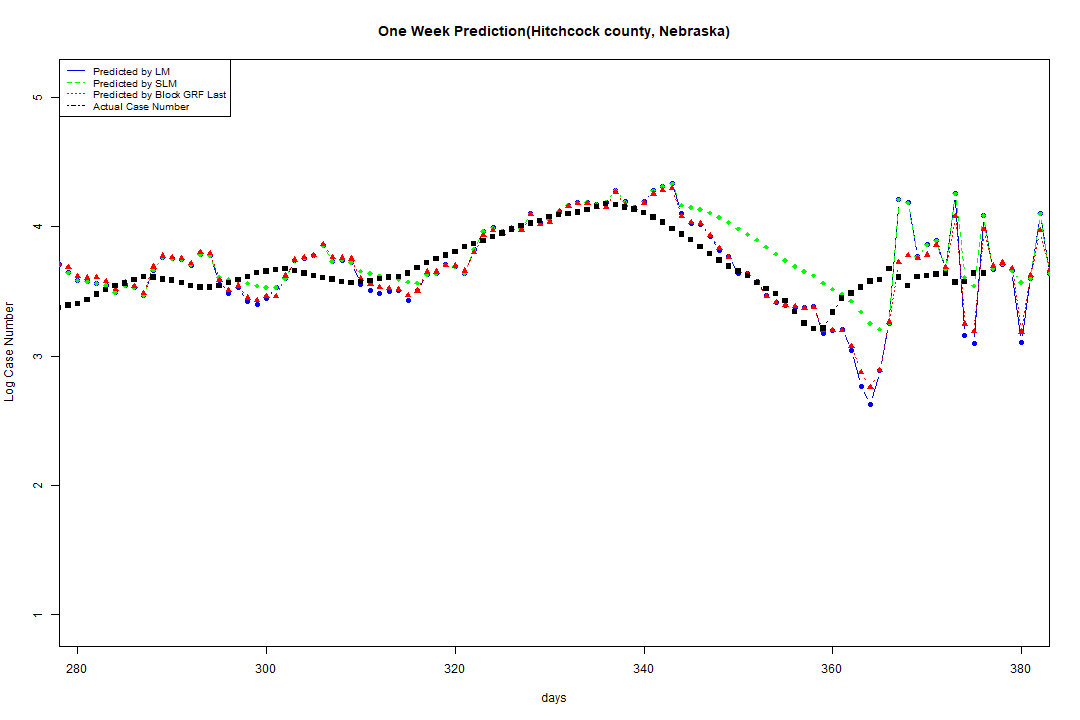 One Week Prediction(Hitchcock county, Nebraska)
Predicted by LM
Predicted by SLM
Predicted by Block GRF Last
Actual Case Number
5
4
3
2
1
Log Case Number
280 300 320 340 360 380
days